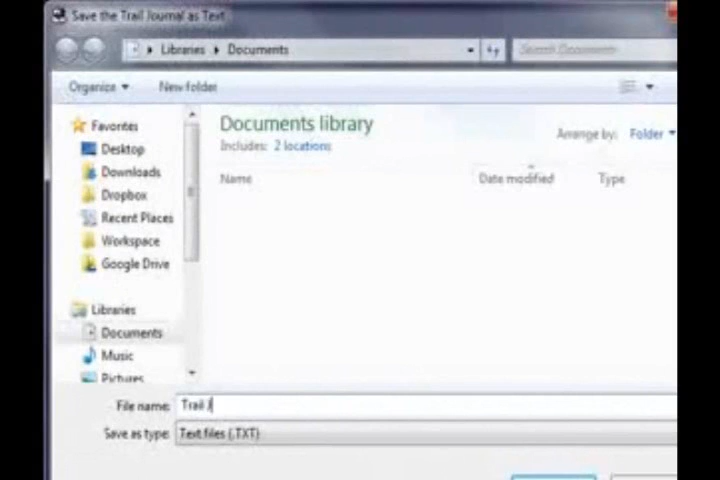 Save the Trail Journal as Text
Libraries Documents
Search Documents
Organize New folder
Favorites
Desktop
Downloads
Dropbox
Recent Places
Workspace
Google Drive
Libraries
Documents
Music
Pictures
Documents library
Includes: 2 locations
Arrange by: Folder
Name Date modified Type
File name: Trail J
Save as type: Text files (.TXT)